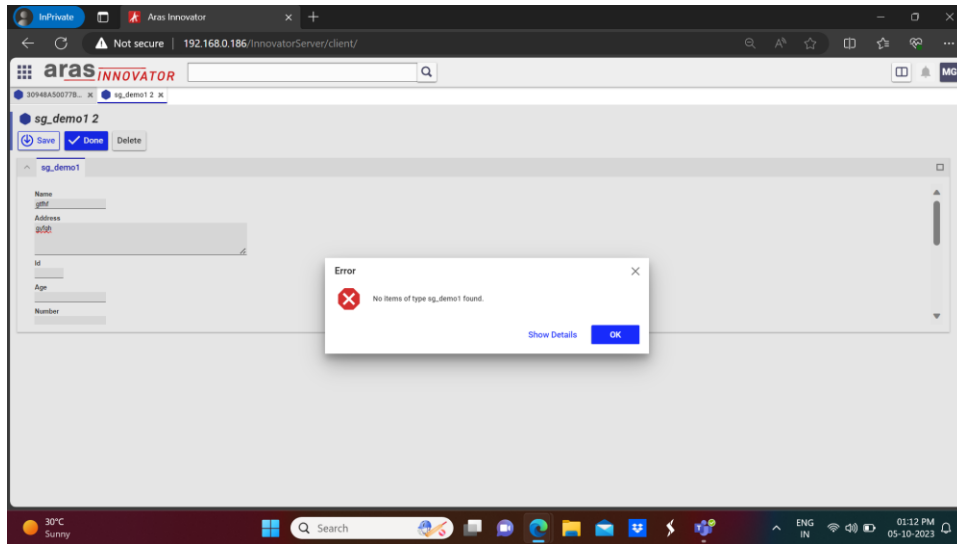 InPrivate
Aras Innovator
Not secure
192.168.0.186/InnovatorServer/client/
aras INNOVATOR
MG
30948A50077B...
sg_demo1 2
sg_demo1 2
Save
Done
Delete
sg_demo1
Name
Address
Id
Age
Number
Error
No items of type sg_demo1 found.
Show Details
OK
30°C
Sunny
Search
ENG
IN
01:12 PM
05-10-2023